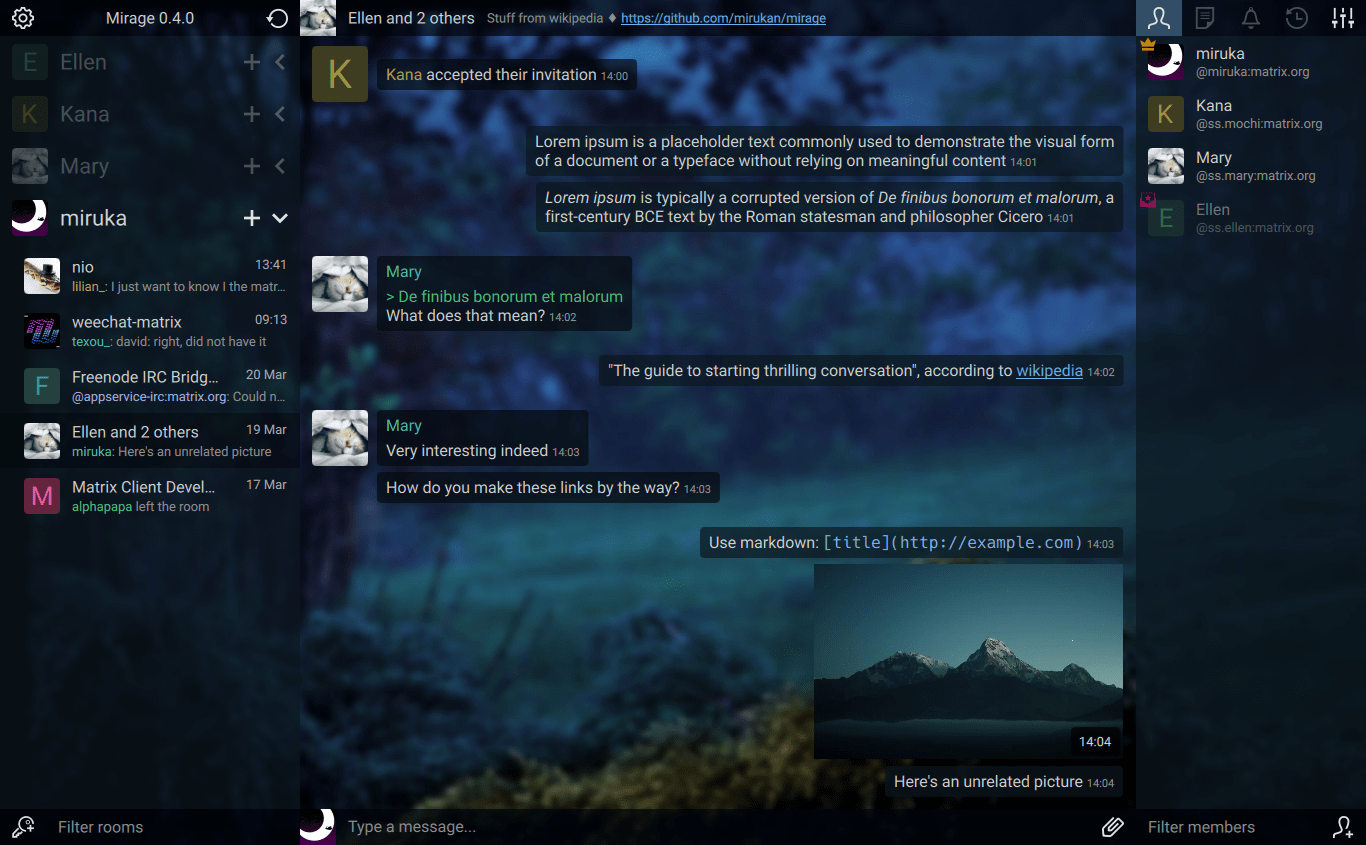 Mirage 0.4.0
E Ellen
K Kana
Mary
miruka
nio 13:41
lilian_: I just want to know I the matr...
weechat-matrix 09:13
texou_: david: right, did not have it
F
Freenode IRC Bridg... 20 Mar
@appservice-irc:matrix.org: Could n...
Ellen and 2 others 19 Mar
miruka: Here's an unrelated picture
M
Matrix Client Devel... 17 Mar
alphapapa left the room
Filter rooms
Ellen and 2 others Stuff from wikipedia ♦ https://github.com/mirukan/mirage
K
Kana accepted their invitation 14:00
Lorem ipsum is a placeholder text commonly used to demonstrate the visual form
of a document or a typeface without relying on meaningful content 14:01
Lorem ipsum is typically a corrupted version of De finibus bonorum et malorum, a
first-century BCE text by the Roman statesman and philosopher Cicero 14:01
Mary
> De finibus bonorum et malorum
What does that mean? 14:02
"The guide to starting thrilling conversation", according to wikipedia 14:02
Mary
Very interesting indeed 14:03
How do you make these links by the way? 14:03
Use markdown: [title](http://example.com) 14:03
14:04
Here's an unrelated picture 14:04
Type a message...
miruka
@miruka:matrix.org
K
Kana
@ss.mochi:matrix.org
Mary
@ss.mary:matrix.org
E
Ellen
@ss.ellen:matrix.org
Filter members